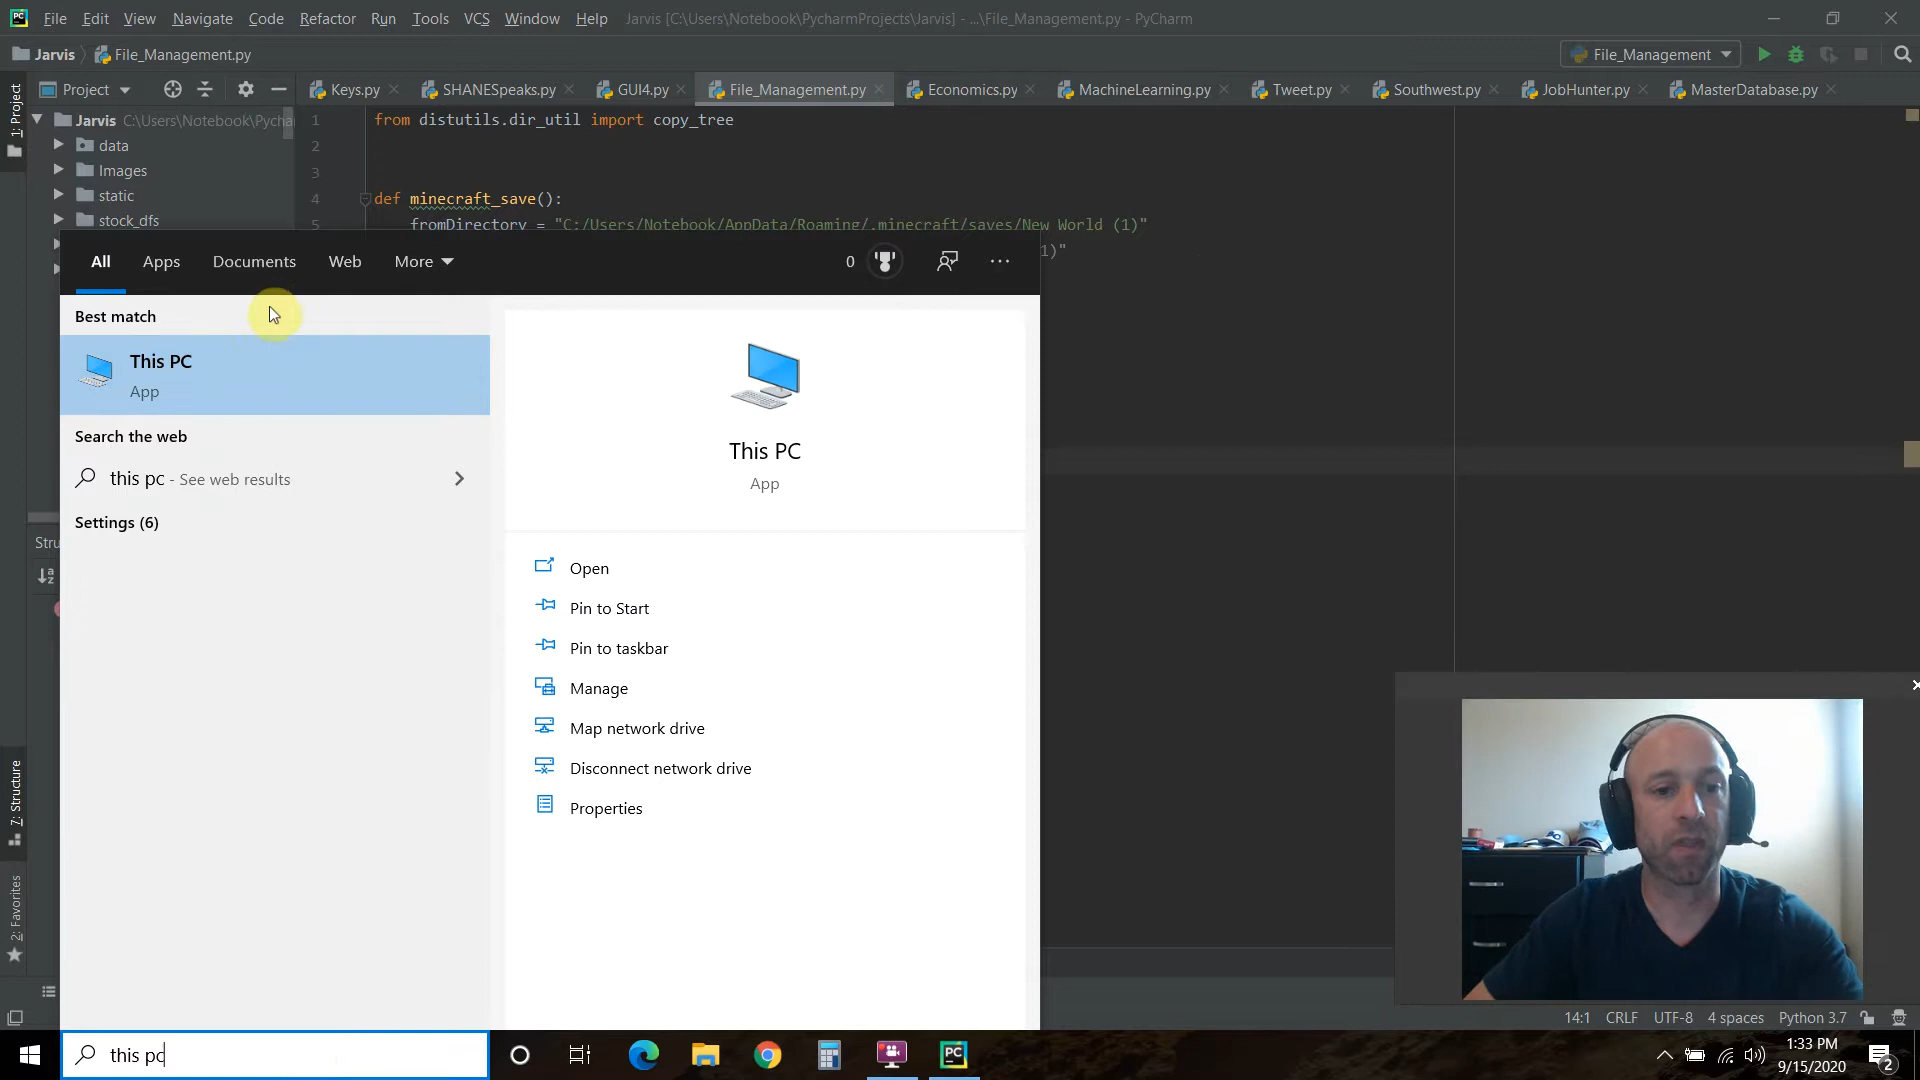 File Edit View Navigate Code Refactor Run Tools VCS Window Help Jarvis [C:\Users\Notebook\PycharmProjects\Jarvis] - ...\File_Management.py - PyCharm
Jarvis File_Management.py File_Management
1: Project
Project
Keys.py SHANESpeaks.py GUI4.py File_Management.py Economics.py MachineLearning.py Tweet.py Southwest.py JobHunter.py MasterDatabase.py
Jarvis C:\Users\Notebook\Pycha
data
Images
static
stock_dfs
1 from distutils.dir_util import copy_tree
2
3
4 def minecraft_save():
5 fromDirectory = "C:/Users/Notebook/AppData/Roaming/.minecraft/saves/New World (1)"
1)"
All Apps Documents Web More 0
Best match
This PC
App
Search the web
this pc - See web results
Settings (6)
This PC
App
Open
Pin to Start
Pin to taskbar
Manage
Map network drive
Disconnect network drive
Properties
Stru
7: Structure
2: Favorites
14:1 CRLF UTF-8 4 spaces Python 3.7
this pc
PC
1:33 PM
9/15/2020
2